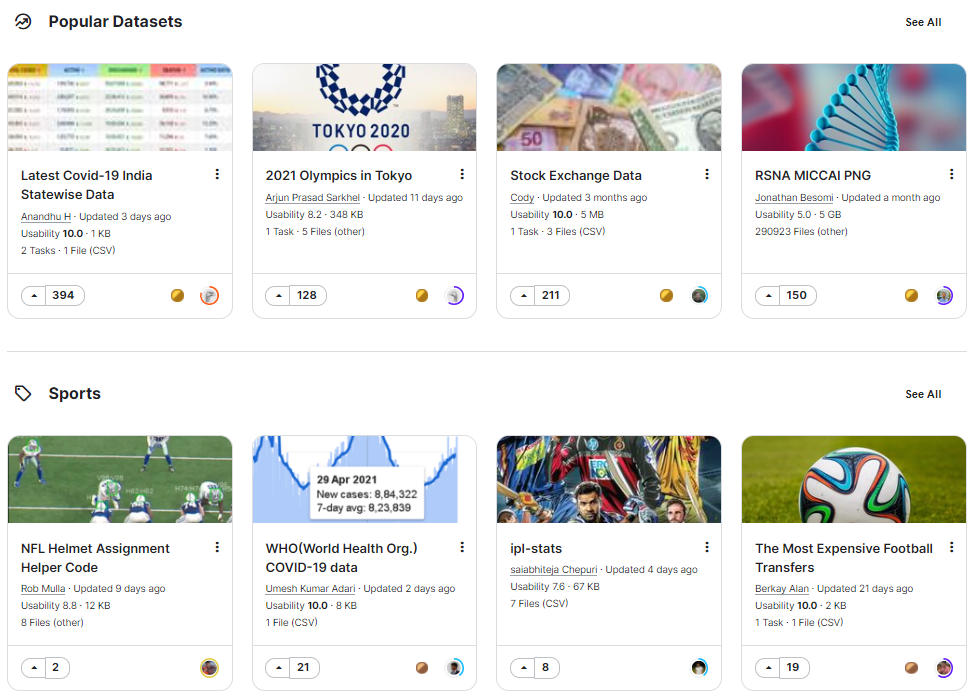 Popular Datasets
See All
TOKYO 2020
50
Latest Covid-19 India
Statewise Data
Anandhu H · Updated 3 days ago
Usability 10.0 · 1 KB
2 Tasks · 1 File (CSV)
394
2021 Olympics in Tokyo
Arjun Prasad Sarkhel · Updated 11 days ago
Usability 8.2 · 348 KB
1 Task · 5 Files (other)
128
Stock Exchange Data
Cody · Updated 3 months ago
Usability 10.0 · 5 MB
1 Task · 3 Files (CSV)
211
RSNA MICCAI PNG
Jonathan Besomi · Updated a month ago
Usability 5.0 · 5 GB
290923 Files (other)
150
Sports
See All
29 Apr 2021
New cases: 8,84,322
7-day avg: 8,23,839
NFL Helmet Assignment
Helper Code
Rob Mulla · Updated 9 days ago
Usability 8.8 · 12 KB
8 Files (other)
2
WHO(World Health Org.)
COVID-19 data
Umesh Kumar Adari · Updated 2 days ago
Usability 10.0 · 8 KB
1 File (CSV)
21
ipl-stats
saiabhiteja Chepuri · Updated 4 days ago
Usability 7.6 · 67 KB
7 Files (CSV)
8
The Most Expensive Football
Transfers
Berkay Alan · Updated 21 days ago
Usability 10.0 · 2 KB
1 Task · 1 File (CSV)
19